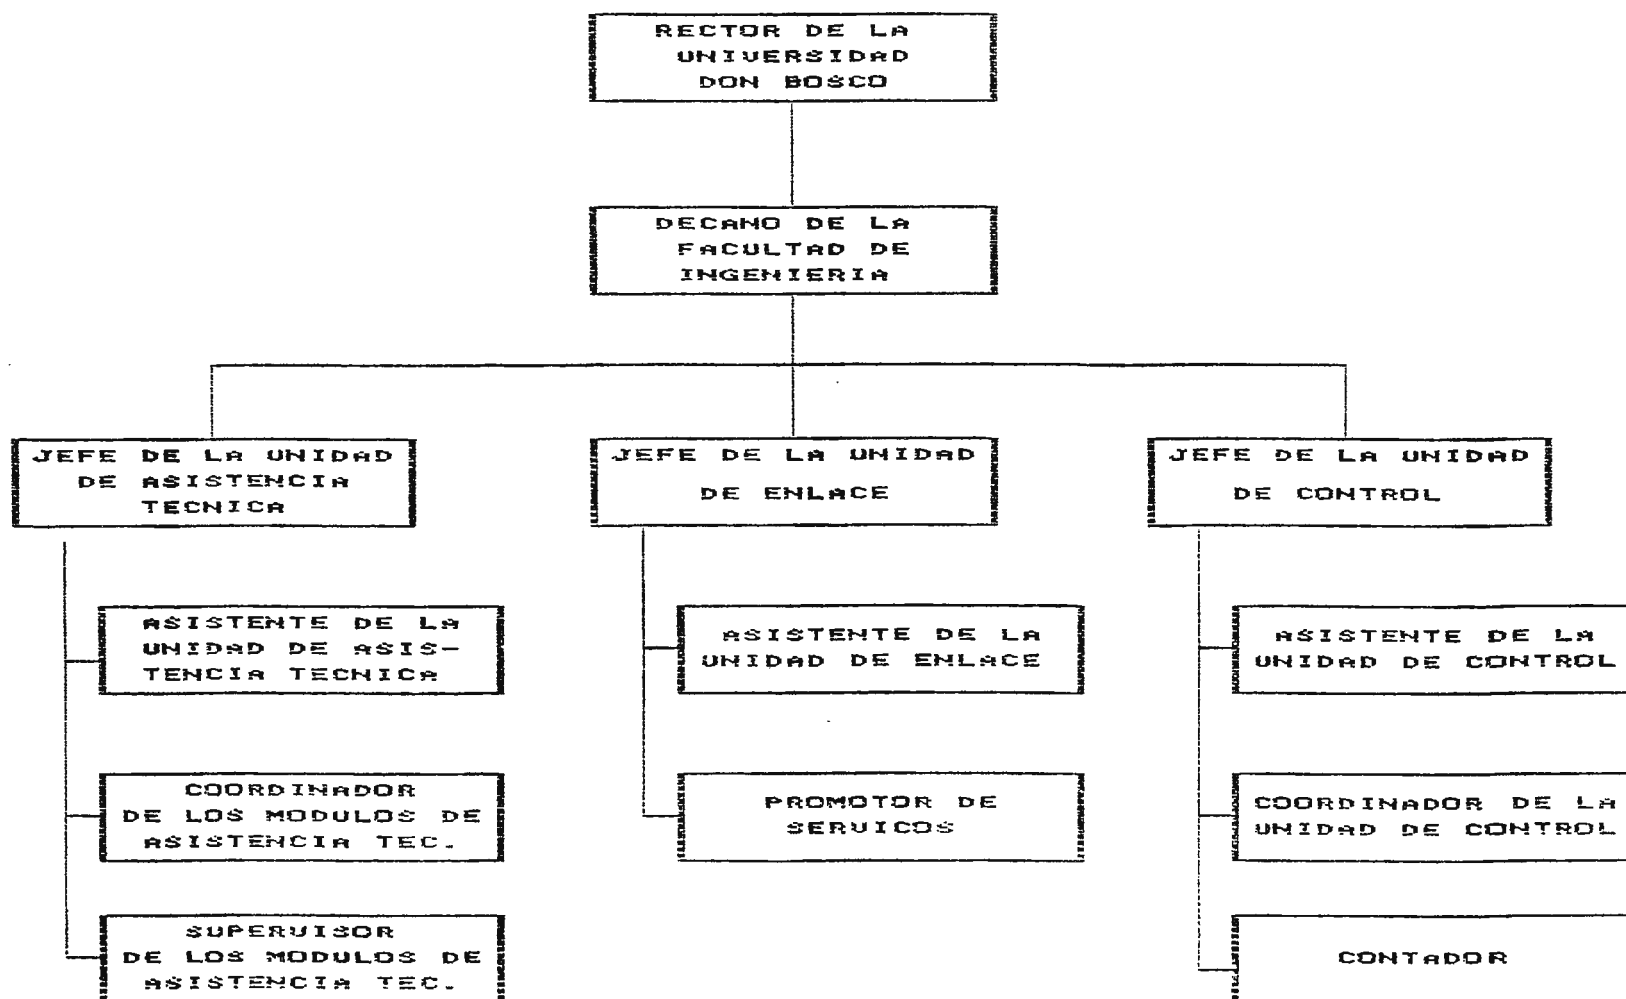 RECTOR DE LA
UNIVERSIDAD
DON BOSCO
DECANO DE LA
FACULTAD DE
INGENIERIA
JEFE DE LA UNIDAD
DE ASISTENCIA
TECNICA
JEFE DE LA UNIDAD
DE ENLACE
JEFE DE LA UNIDAD
DE CONTROL
ASISTENTE DE LA
UNIDAD DE ASIS-
TENCIA TECNICA
ASISTENTE DE LA
UNIDAD DE ENLACE
ASISTENTE DE LA
UNIDAD DE CONTROL
COORDINADOR
DE LOS MODULOS DE
ASISTENCIA TEC.
PROMOTOR DE
SERVICOS
COORDINADOR DE LA
UNIDAD DE CONTROL
SUPERVISOR
DE LOS MODULOS DE
ASISTENCIA TEC.
CONTADOR